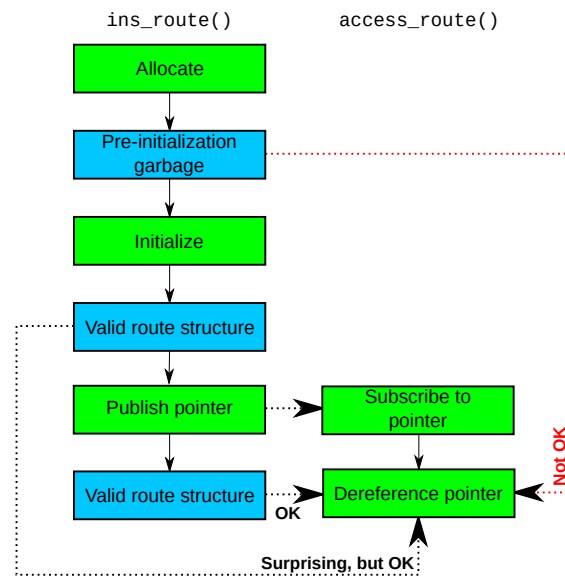 ins_route()
access_route()
Allocate
Pre-initialization
garbage
Initialize
Valid route structure
Publish pointer
Subscribe to
pointer
Not OK
Valid route structure
OK
Dereference pointer
Surprising, but OK